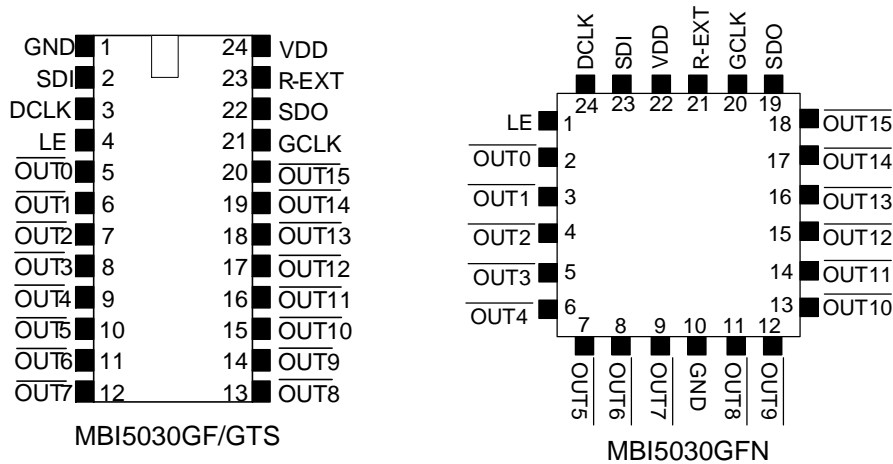 GND 1 24 VDD
SDI 2 23 R-EXT
DCLK 3 22 SDO
LE 4 21 GCLK
OUT0 5 20 OUT15
OUT1 6 19 OUT14
OUT2 7 18 OUT13
OUT3 8 17 OUT12
OUT4 9 16 OUT11
OUT5 10 15 OUT10
OUT6 11 14 OUT9
OUT7 12 13 OUT8
MBI5030GF/GTS
DCLK SDI VDD R-EXT GCLK SDO
24 23 22 21 20 19
LE 1 18 OUT15
OUT0 2 17 OUT14
OUT1 3 16 OUT13
OUT2 4 15 OUT12
OUT3 5 14 OUT11
OUT4 6 13 OUT10
7 8 9 10 11 12
OUT5 OUT6 OUT7 GND OUT8 OUT9
MBI5030GFN